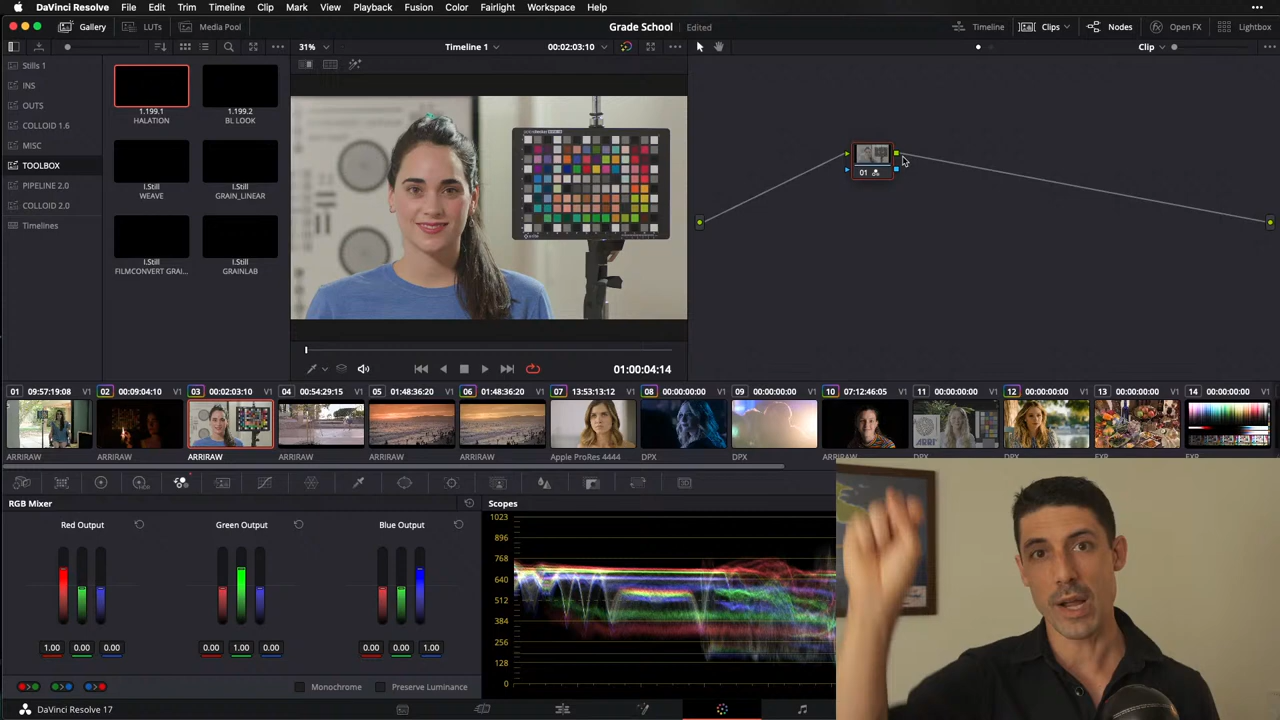 DaVinci Resolve File Edit Trim Timeline Clip Mark View Playback Fusion Color Fairlight Workspace Help
Gallery LUTs Media Pool Grade School Edited Timeline Clips Nodes Open FX Lightbox
31% Timeline 1 00:02:03:10 Clip
Stills 1
INS
OUTS
COLLOID 1.6
MISC
TOOLBOX
PIPELINE 2.0
COLLOID 2.0
Timelines
1.199.1 1.199.2
HALATION BL LOOK
I.Still I.Still
WEAVE GRAIN_LINEAR
I.Still I.Still
FILMCONVERT GRAI... GRAINLAB
01
01:00:04:14
01 09:57:19:08 V1 02 00:09:04:10 V1 03 00:02:03:10 V1 04 00:54:29:15 V1 05 01:48:36:20 V1 06 01:48:36:20 V1 07 13:53:13:12 V1 08 00:00:00:00 V1 09 00:00:00:00 V1 10 07:12:46:05 V1 11 00:00:00:00 V1 12 00:00:00:00 V1 13 00:00:00:00 V1 14 00:00:00:00 V1
ARRIRAW ARRIRAW ARRIRAW ARRIRAW ARRIRAW ARRIRAW Apple ProRes 4444 DPX DPX ARRIRAW DPX DPX EXR EXR
RGB Mixer Scopes
Red Output Green Output Blue Output
1.00 0.00 0.00 0.00 1.00 0.00 0.00 0.00 1.00
Monochrome Preserve Luminance
1023
896
768
640
512
384
256
128
0
DaVinci Resolve 17